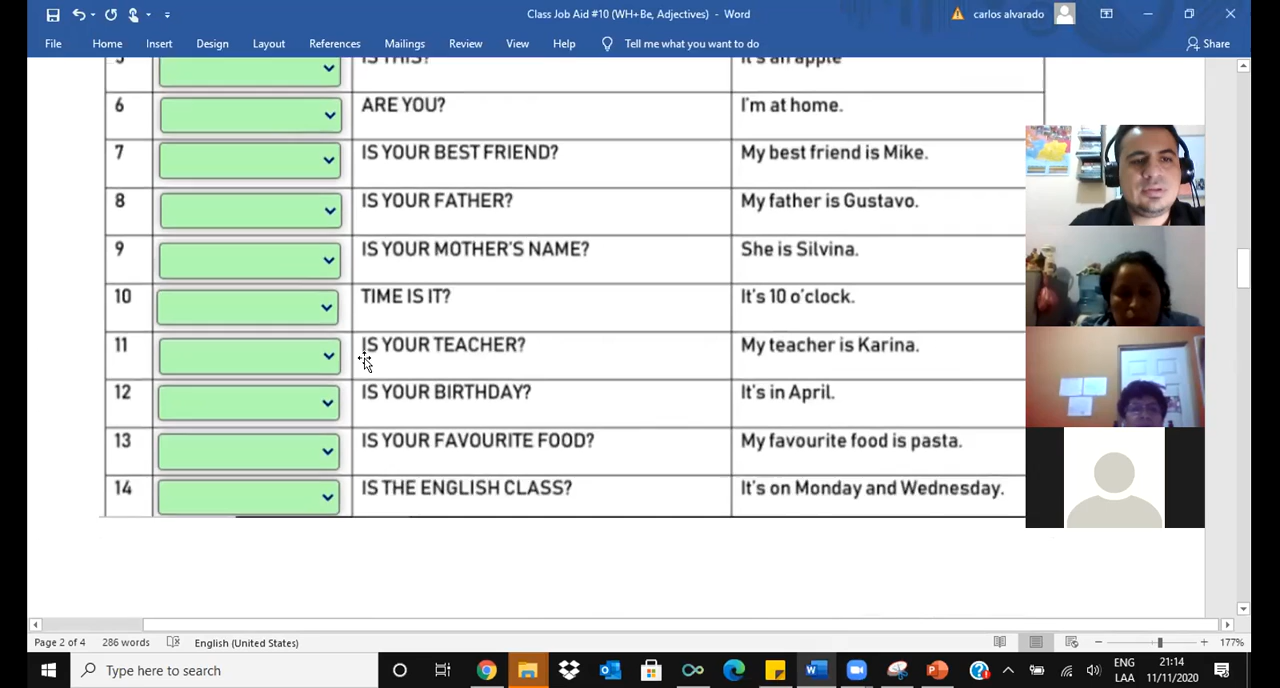 Class Job Aid #10 (WH+Be, Adjectives) - Word
carlos alvarado
File Home Insert Design Layout References Mailings Review View Help Tell me what you want to do Share
5 IS THIS? It's an apple
6 ARE YOU? I'm at home.
7 IS YOUR BEST FRIEND? My best friend is Mike.
8 IS YOUR FATHER? My father is Gustavo.
9 IS YOUR MOTHER'S NAME? She is Silvina.
10 TIME IS IT? It's 10 o'clock.
11 IS YOUR TEACHER? My teacher is Karina.
12 IS YOUR BIRTHDAY? It's in April.
13 IS YOUR FAVOURITE FOOD? My favourite food is pasta.
14 IS THE ENGLISH CLASS? It's on Monday and Wednesday.
Page 2 of 4 286 words English (United States) 177%
Type here to search
ENG 21:14
LAA 11/11/2020